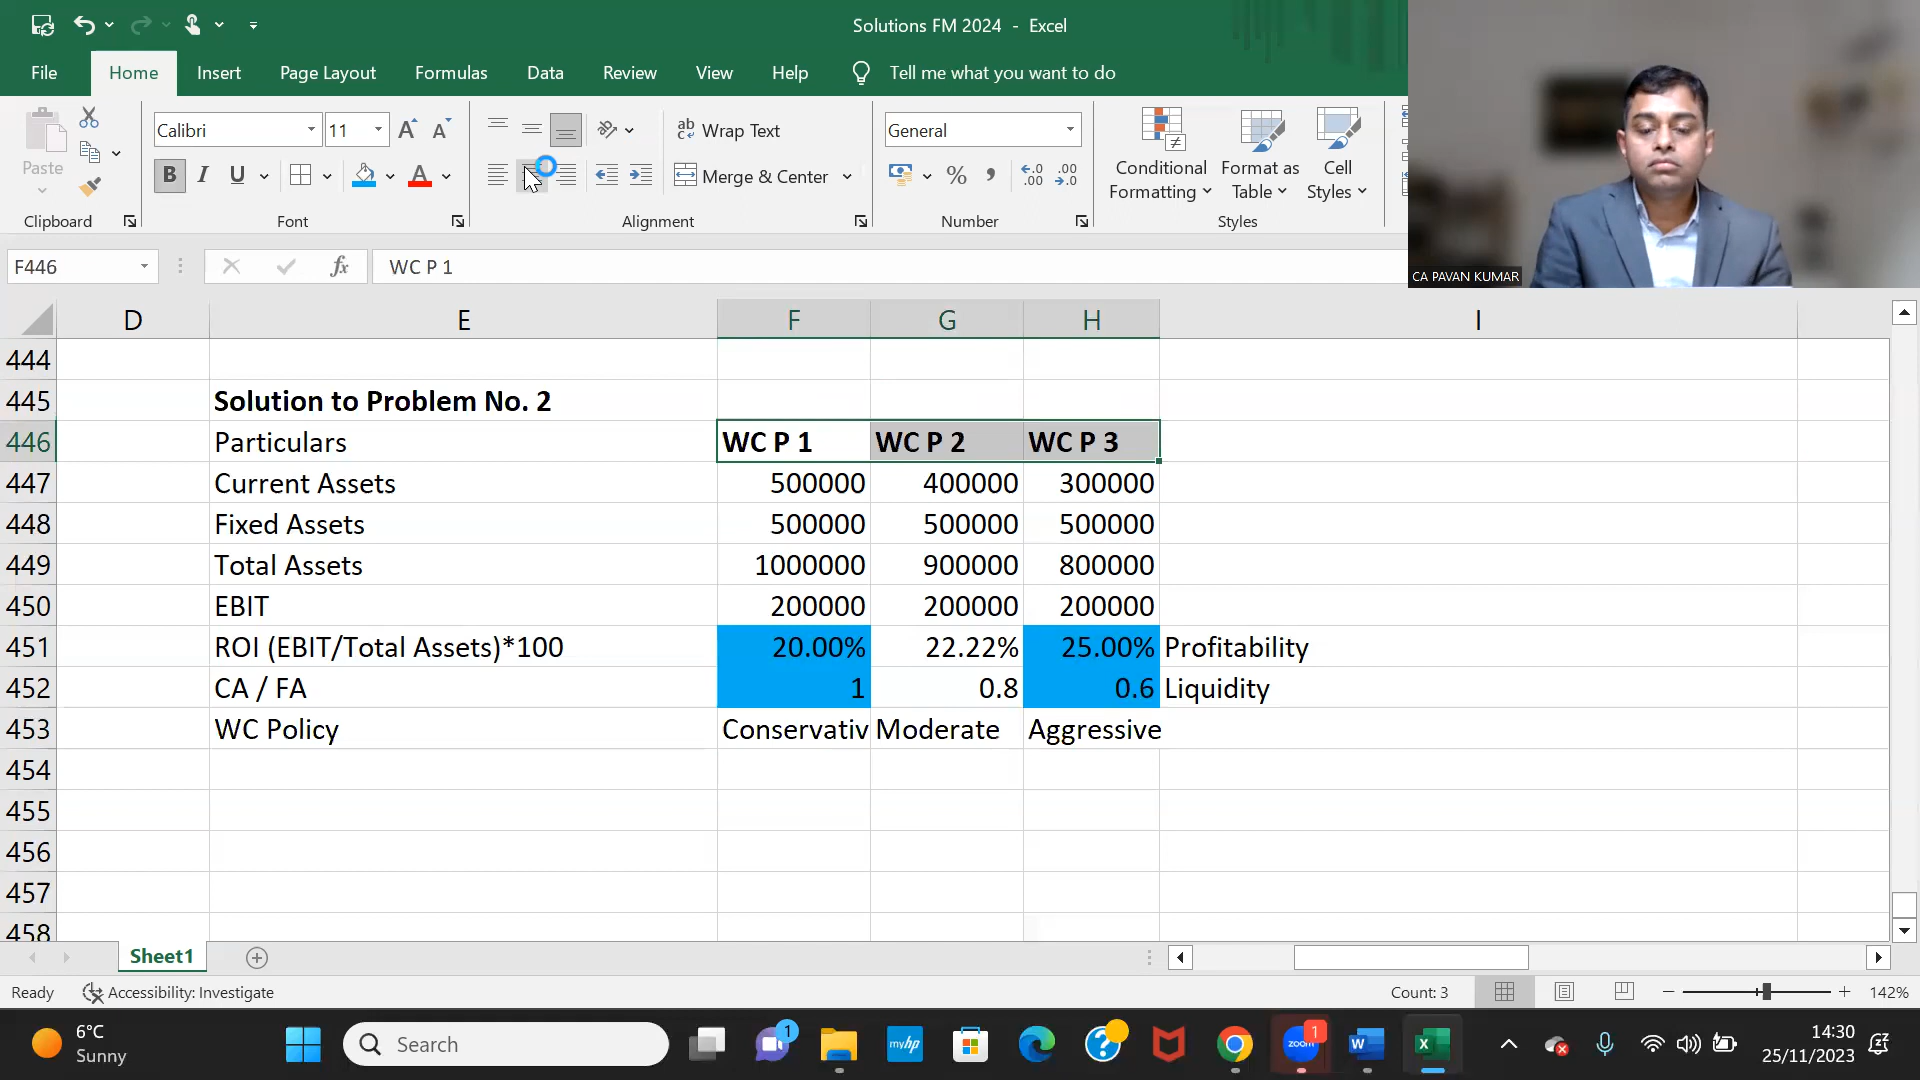 Solutions FM 2024 - Excel
File Home Insert Page Layout Formulas Data Review View Help Tell me what you want to do
Paste
Clipboard
Calibri 11
B I U A
Font
Wrap Text
Merge & Center
Alignment
General
% , .00 .00
Number
Conditional Formatting
Format as Table
Cell Styles
Styles
CA PAVAN KUMAR
F446 fx WC P 1
D E F G H I
444
445 Solution to Problem No. 2
446 Particulars WC P 1 WC P 2 WC P 3
447 Current Assets 500000 400000 300000
448 Fixed Assets 500000 500000 500000
449 Total Assets 1000000 900000 800000
450 EBIT 200000 200000 200000
451 ROI (EBIT/Total Assets)*100 20.00% 22.22% 25.00% Profitability
452 CA / FA 1 0.8 0.6 Liquidity
453 WC Policy Conservativ Moderate Aggressive
454
455
456
457
458
Sheet1
Ready Accessibility: Investigate Count: 3 142%
6°C
Sunny
Search
1
myhp
zoom
1
14:30
25/11/2023